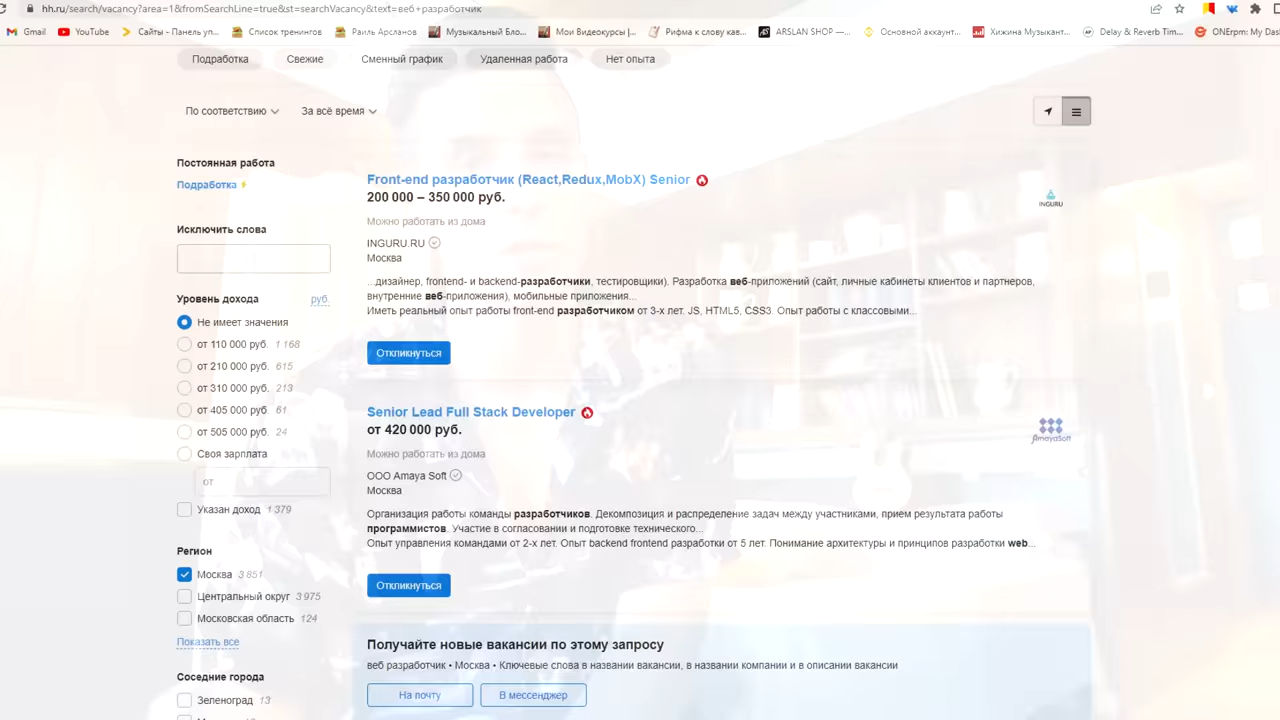 hh.ru/search/vacancy?area=1&fromSearchLine=true&st=searchVacancy&text=веб+разработчик
Gmail
YouTube
Сайты - Панель уп...
Список тренингов
Раиль Арсланов
Музыкальный Бло...
Мои Видеокурсы |...
Рифма к слову кав...
ARSLAN SHOP —...
Основной аккаунт...
Хижина Музыкант...
Delay & Reverb Tim...
ONErpm: My Das
Подработка
Свежие
Сменный график
Удаленная работа
Нет опыта
По соответствию
За всё время
Постоянная работа
Подработка
Исключить слова
Уровень дохода
руб.
Не имеет значения
от 110 000 руб. 1 168
от 210 000 руб. 615
от 310 000 руб. 213
от 405 000 руб. 61
от 505 000 руб. 24
Своя зарплата
от
Указан доход 1 379
Регион
Москва 3 851
Центральный округ 3 975
Московская область 124
Показать все
Соседние города
Зеленоград 13
Front-end разработчик (React,Redux,MobX) Senior
200 000 – 350 000 руб.
Можно работать из дома
INGURU.RU
Москва
INGURU
...дизайнер, frontend- и backend-разработчики, тестировщики). Разработка веб-приложений (сайт, личные кабинеты клиентов и партнеров,
внутренние веб-приложения), мобильные приложения...
Иметь реальный опыт работы front-end разработчиком от 3-х лет. JS, HTML5, CSS3. Опыт работы с классовыми...
Откликнуться
Senior Lead Full Stack Developer
от 420 000 руб.
Можно работать из дома
ООО Amaya Soft
Москва
AmayaSoft
Организация работы команды разработчиков. Декомпозиция и распределение задач между участниками, прием результата работы
программистов. Участие в согласовании и подготовке технического...
Опыт управления командами от 2-х лет. Опыт backend frontend разработки от 5 лет. Понимание архитектуры и принципов разработки web...
Откликнуться
Получайте новые вакансии по этому запросу
веб разработчик • Москва • Ключевые слова в названии вакансии, в названии компании и в описании вакансии
На почту
В мессенджер